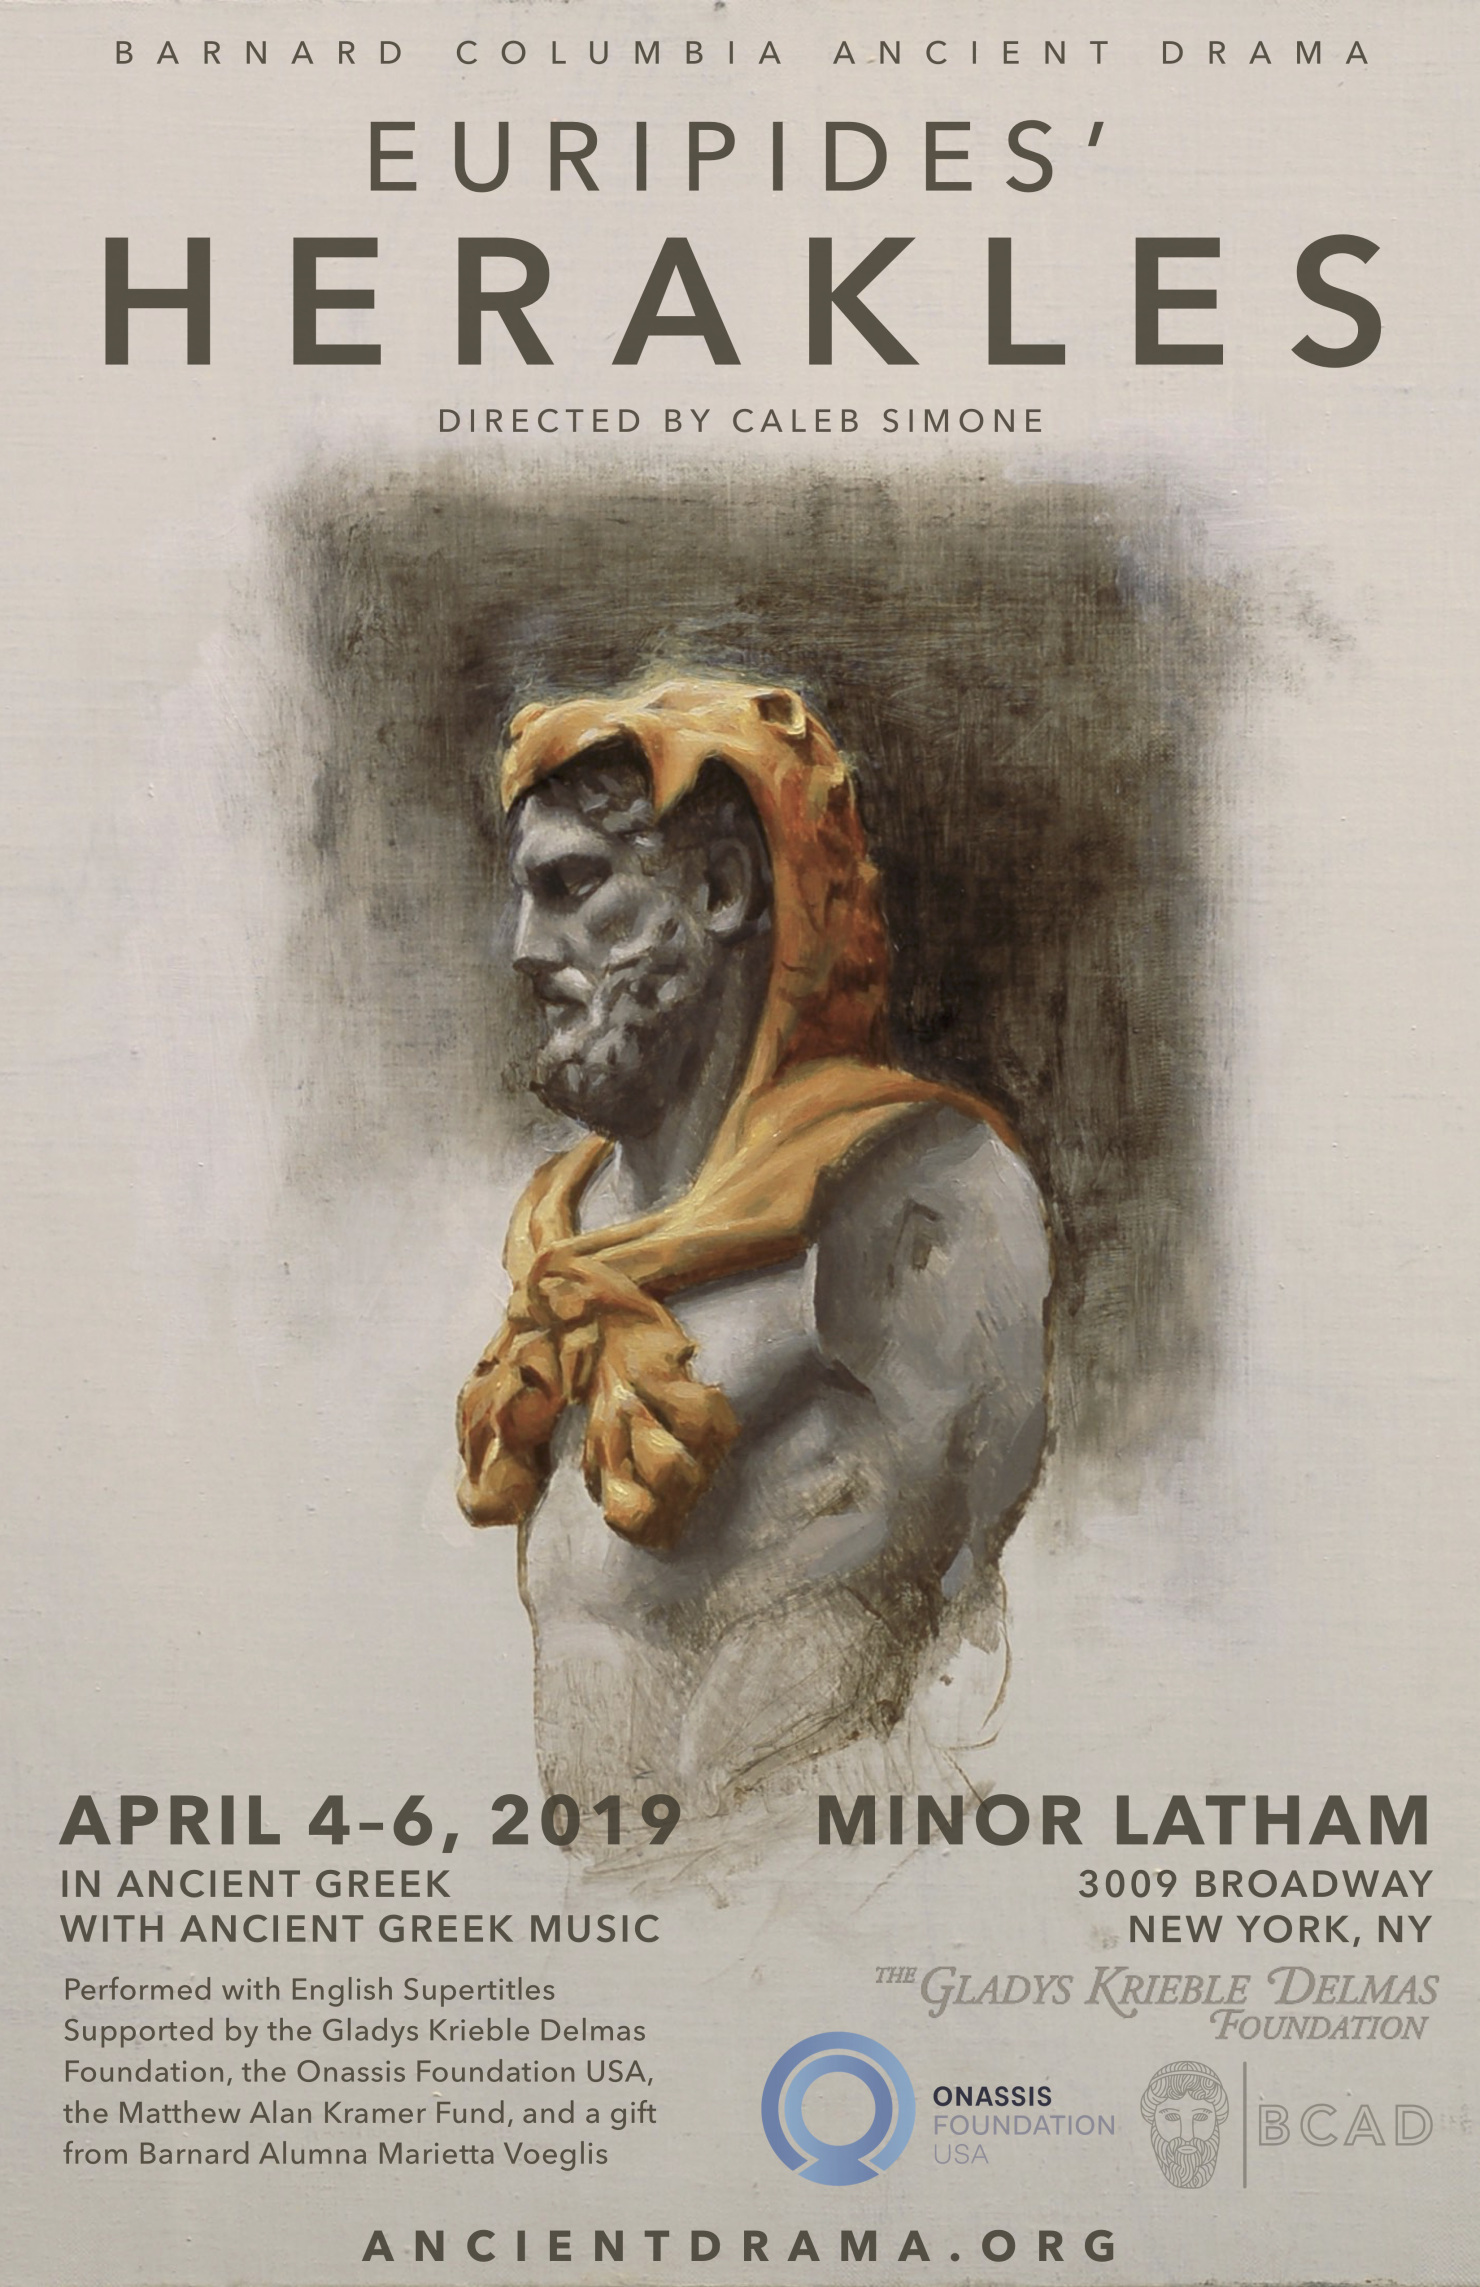 BARNARD COLUMBIA ANCIENT DRAMA
EURIPIDES’
HERAKLES
DIRECTED BY CALEB SIMONE
APRIL 4–6, 2019
IN ANCIENT GREEK
WITH ANCIENT GREEK MUSIC
Performed with English Supertitles
Supported by the Gladys Krieble Delmas
Foundation, the Onassis Foundation USA,
the Matthew Alan Kramer Fund, and a gift
from Barnard Alumna Marietta Voeglis
MINOR LATHAM
3009 BROADWAY
NEW YORK, NY
THE GLADYS KRIEBLE DELMAS
FOUNDATION
ONASSIS
FOUNDATION
USA
BCAD
ANCIENTDRAMA.ORG